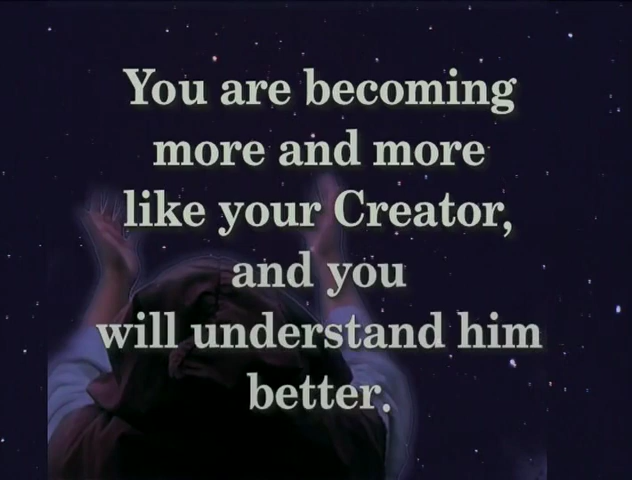 You are becoming
more and more
like your Creator,
and you
will understand him
better.